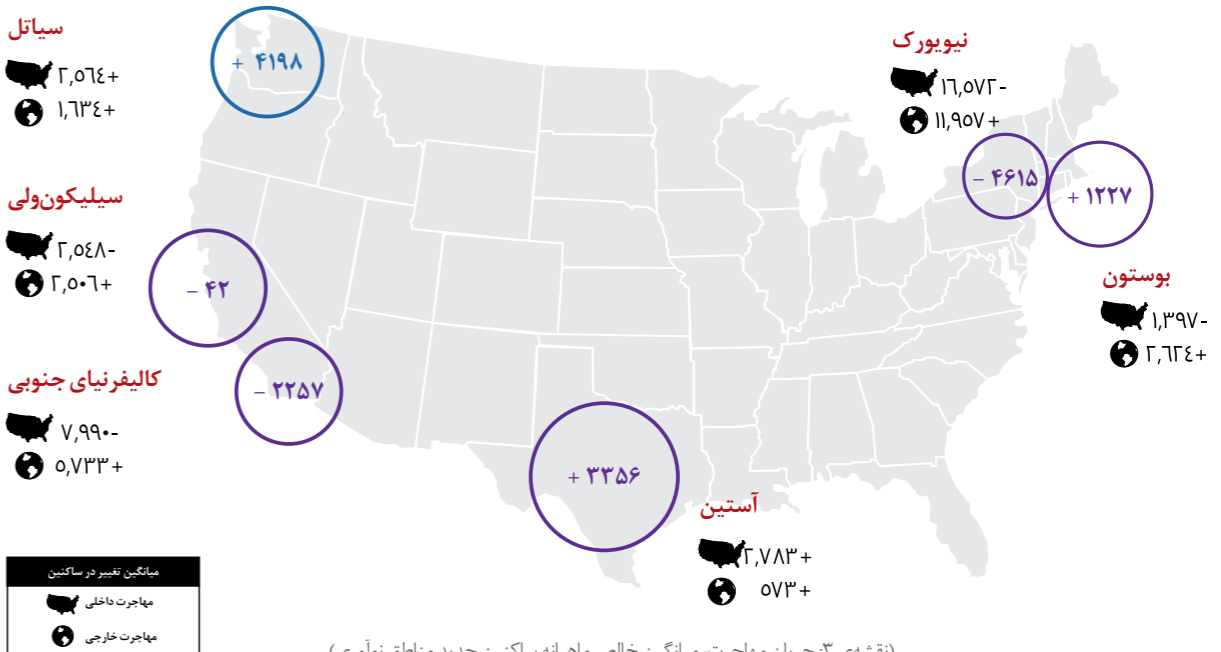 سیاتل
۲,۵٦٤+
۱,٦۳٤+
+ ۴۱۹۸
نیویورک
۱٦,۵۷۲-
۱۱,۹۵۷+
– ۴۶۱۵
+ ۱۲۲۷
سیلیکون‌ولی
۲,۵٤۸-
۲,۵۰٦+
– ۴۲
بوستون
۱,۳۹۷-
۲,٦۲٤+
کالیفرنیای جنوبی
۷,۹۹۰-
۵,۷۳۳+
– ۲۲۵۷
+ ۳۳۵۶
آستین
۲,۷۸۳+
۵۷۳+
میانگین تغییر در ساکنین
مهاجرت داخلی
مهاجرت خارجی